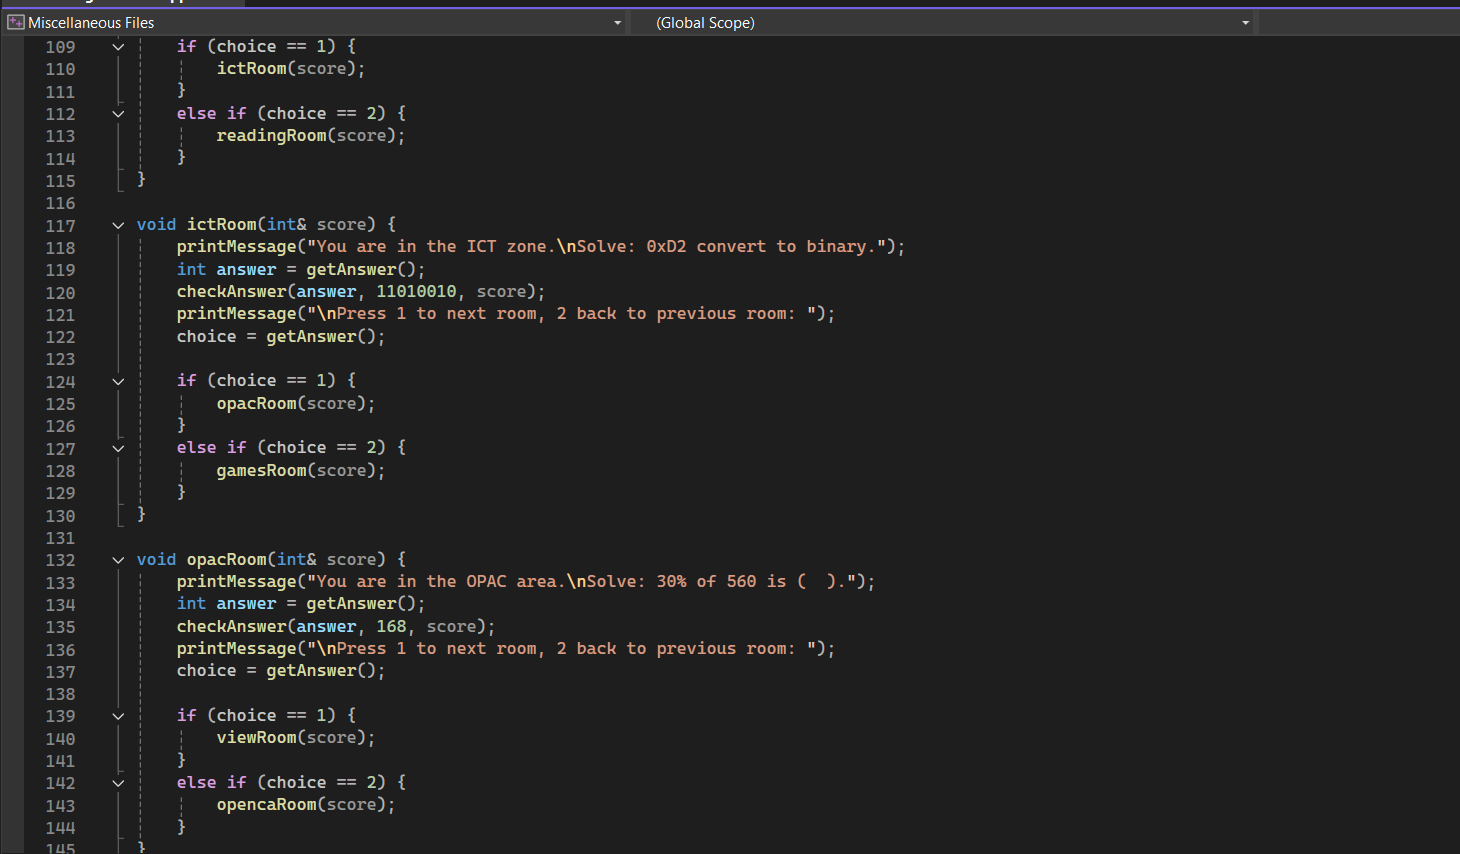 Miscellaneous Files (Global Scope)
109 if (choice == 1) {
110 ictRoom(score);
111 }
112 else if (choice == 2) {
113 readingRoom(score);
114 }
115 }
116
117 void ictRoom(int& score) {
118 printMessage("You are in the ICT zone.\nSolve: 0xD2 convert to binary.");
119 int answer = getAnswer();
120 checkAnswer(answer, 11010010, score);
121 printMessage("\nPress 1 to next room, 2 back to previous room: ");
122 choice = getAnswer();
123
124 if (choice == 1) {
125 opacRoom(score);
126 }
127 else if (choice == 2) {
128 gamesRoom(score);
129 }
130 }
131
132 void opacRoom(int& score) {
133 printMessage("You are in the OPAC area.\nSolve: 30% of 560 is (  ).");
134 int answer = getAnswer();
135 checkAnswer(answer, 168, score);
136 printMessage("\nPress 1 to next room, 2 back to previous room: ");
137 choice = getAnswer();
138
139 if (choice == 1) {
140 viewRoom(score);
141 }
142 else if (choice == 2) {
143 opencaRoom(score);
144 }
145 }